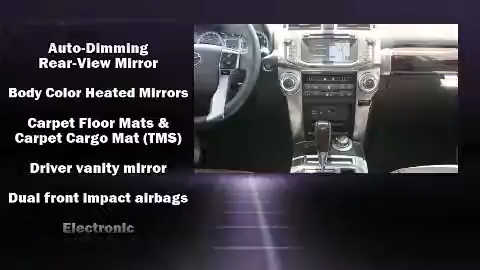 Auto-Dimming
Rear-View Mirror
Body Color Heated Mirrors
Carpet Floor Mats &
Carpet Cargo Mat (TMS)
Driver vanity mirror
Dual front impact airbags
Electronic